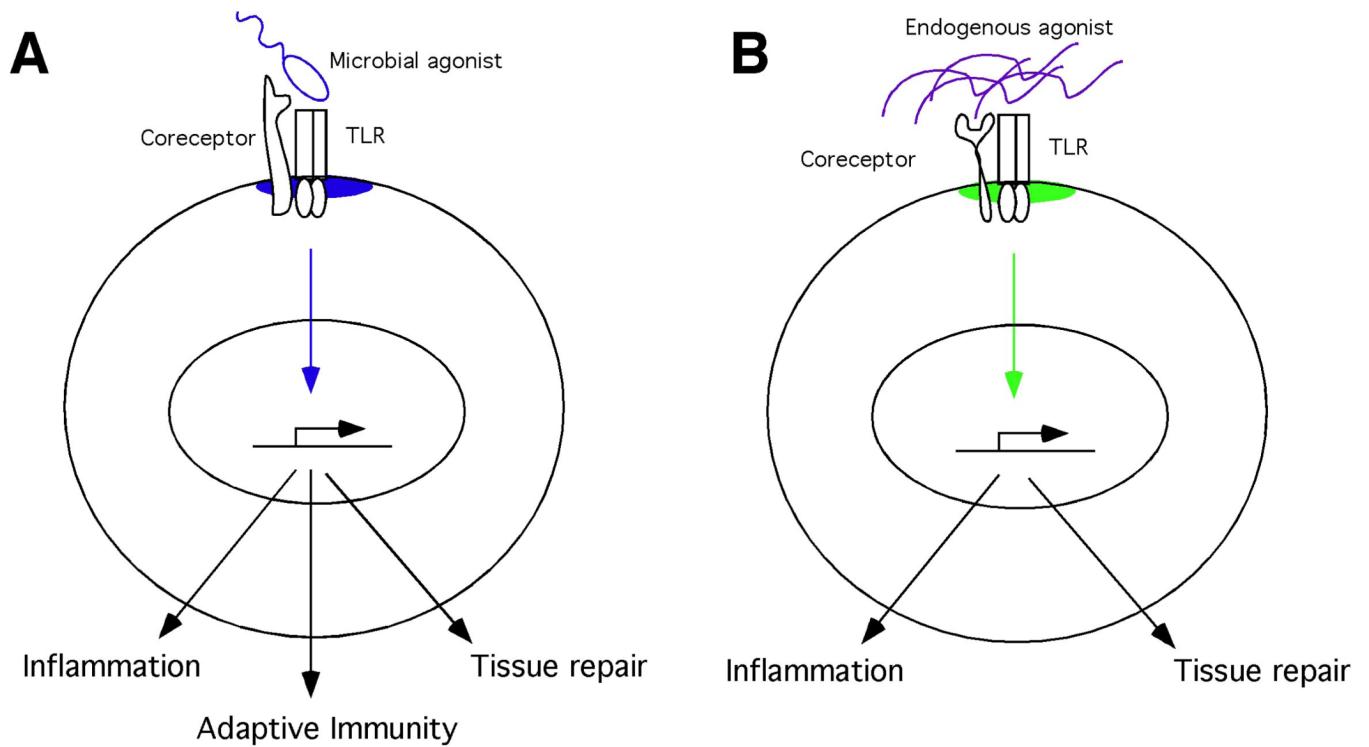 A
Microbial agonist
Coreceptor
TLR
Inflammation
Tissue repair
Adaptive Immunity
B
Endogenous agonist
Coreceptor
TLR
Inflammation
Tissue repair